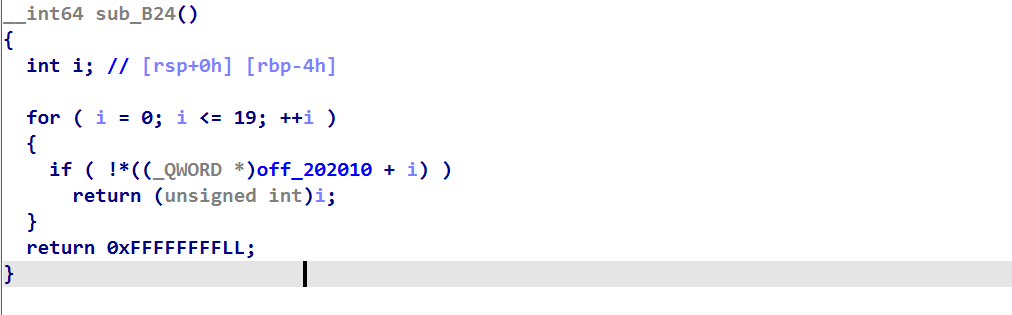 __int64 sub_B24()
{
  int i; // [rsp+0h] [rbp-4h]

  for ( i = 0; i <= 19; ++i )
  {
    if ( !*((_QWORD *)off_202010 + i) )
      return (unsigned int)i;
  }
  return 0xFFFFFFFFLL;
}